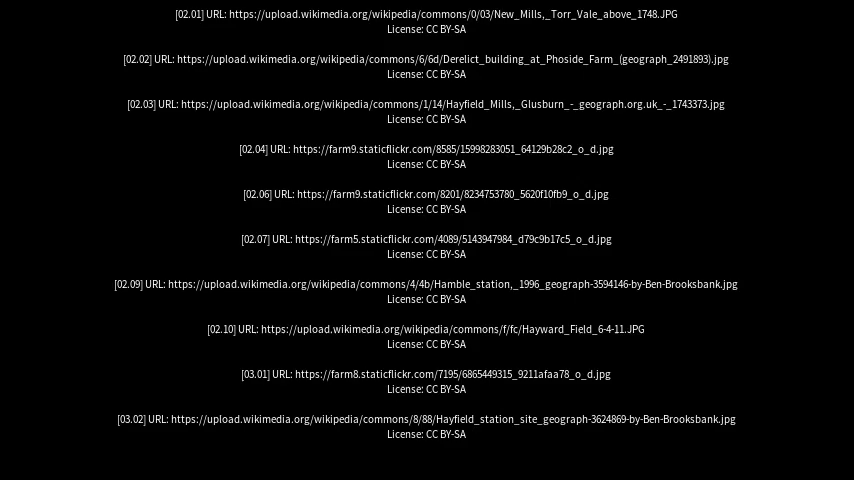 [02.01] URL: https://upload.wikimedia.org/wikipedia/commons/0/03/New_Mills,_Torr_Vale_above_1748.JPG
License: CC BY-SA
[02.02] URL: https://upload.wikimedia.org/wikipedia/commons/6/6d/Derelict_building_at_Phoside_Farm_(geograph_2491893).jpg
License: CC BY-SA
[02.03] URL: https://upload.wikimedia.org/wikipedia/commons/1/14/Hayfield_Mills,_Glusburn_-_geograph.org.uk_-_1743373.jpg
License: CC BY-SA
[02.04] URL: https://farm9.staticflickr.com/8585/15998283051_64129b28c2_o_d.jpg
License: CC BY-SA
[02.06] URL: https://farm9.staticflickr.com/8201/8234753780_5620f10fb9_o_d.jpg
License: CC BY-SA
[02.07] URL: https://farm5.staticflickr.com/4089/5143947984_d79c9b17c5_o_d.jpg
License: CC BY-SA
[02.09] URL: https://upload.wikimedia.org/wikipedia/commons/4/4b/Hamble_station,_1996_geograph-3594146-by-Ben-Brooksbank.jpg
License: CC BY-SA
[02.10] URL: https://upload.wikimedia.org/wikipedia/commons/f/fc/Hayward_Field_6-4-11.JPG
License: CC BY-SA
[03.01] URL: https://farm8.staticflickr.com/7195/6865449315_9211afaa78_o_d.jpg
License: CC BY-SA
[03.02] URL: https://upload.wikimedia.org/wikipedia/commons/8/88/Hayfield_station_site_geograph-3624869-by-Ben-Brooksbank.jpg
License: CC BY-SA